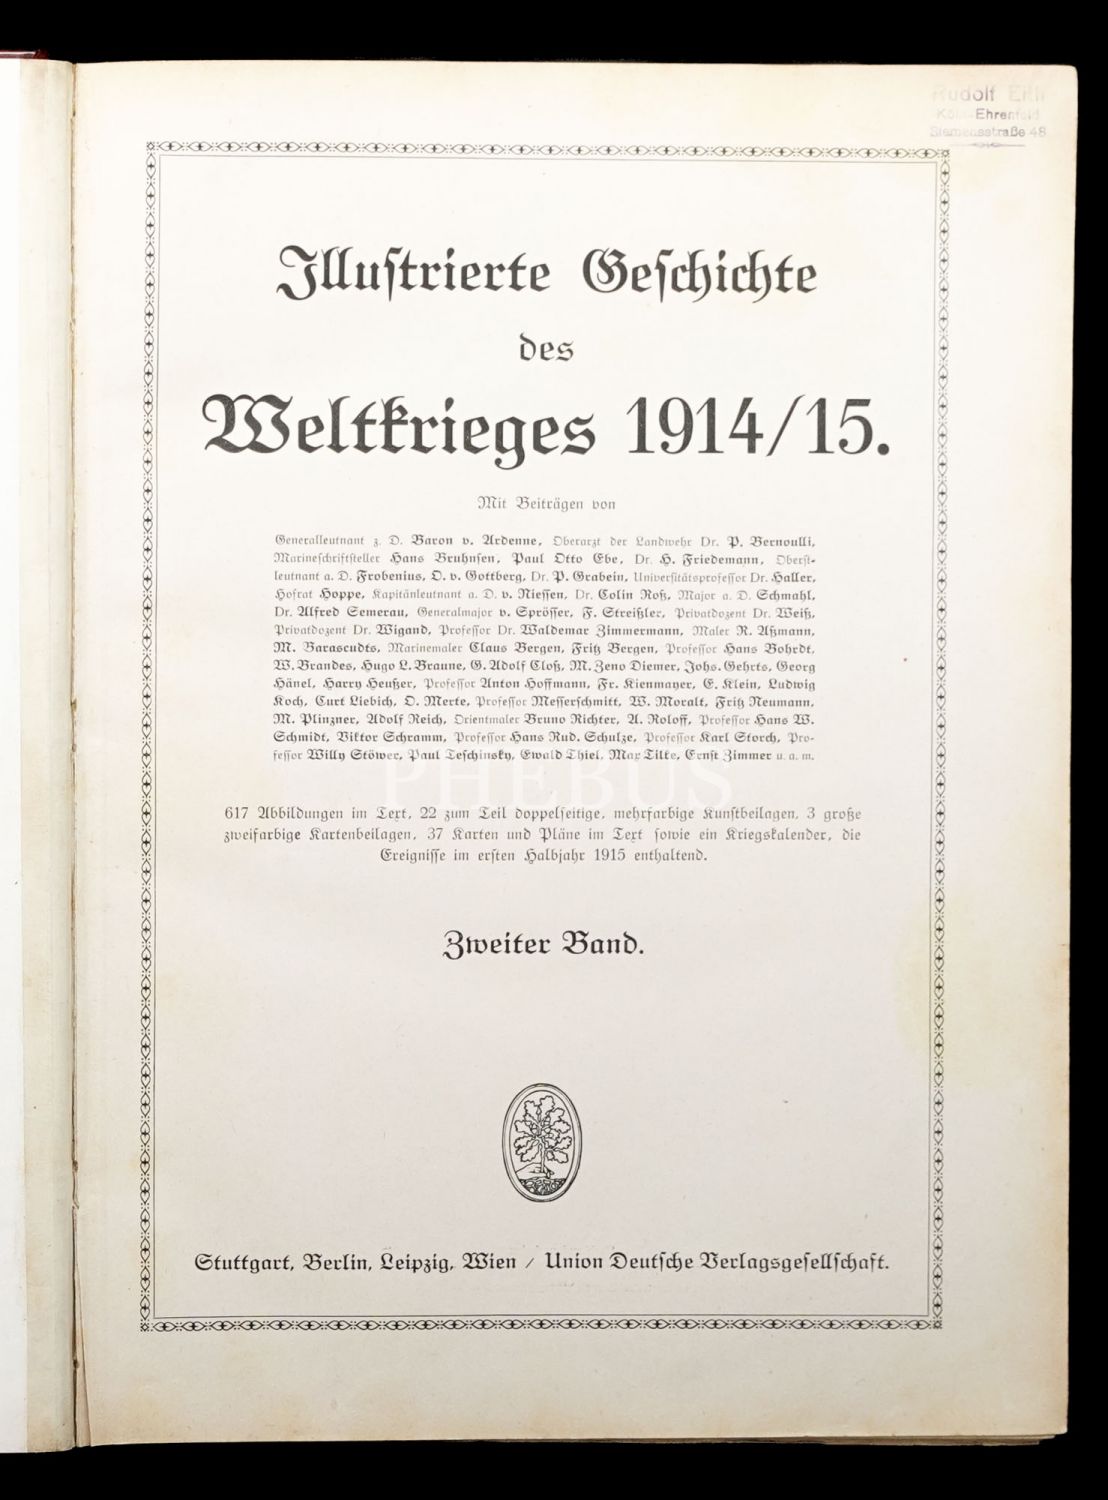 Rudolf
Ehrenfeld
Siemensstraße 48
Illustrierte Geschichte
des
Weltkrieges 1914/15.
Mit Beiträgen von
Generalleutnant z. D. Baron v. Ardenne, Oberarzt der Landwehr Dr. P. Bernoulli,
Marineschriftsteller Hans Bruhnsen, Paul Otto Ebe, Dr. H. Friedemann, Oberst-
leutnant a. D. Frobenius, O. v. Gottberg, Dr. P. Grabein, Universitätsprofessor Dr. Haller,
Hofrat Hoppe, Kapitänleutnant a. D. v. Niessen, Dr. Colin Roß, Major a. D. Schmahl,
Dr. Alfred Semerau, Generalmajor v. Sprösser, F. Streißler, Privatdozent Dr. Weiß,
Privatdozent Dr. Wigand, Professor Dr. Waldemar Zimmermann, Maler R. Aßmann,
M. Barascudts, Marinemaler Claus Bergen, Fritz Bergen, Professor Hans Bohrdt,
W. Brandes, Hugo L. Braune, G. Adolf Cloß, M. Zeno Diemer, Johs. Gehrts, Georg
Hänel, Harry Heußer, Professor Anton Hoffmann, Fr. Kienmayer, E. Klein, Ludwig
Koch, Curt Liebich, O. Merte, Professor Messerschmitt, W. Moralt, Fritz Neumann,
M. Plinzner, Adolf Reich, Orientmaler Bruno Richter, A. Roloff, Professor Hans W.
Schmidt, Viktor Schramm, Professor Hans Rud. Schulze, Professor Karl Storch, Pro-
fessor Willy Stöwer, Paul Teschinsky, Ewald Thiel, Max Tilke, Ernst Zimmer u. a. m.
PHEBUS
617 Abbildungen im Text, 22 zum Teil doppelseitige, mehrfarbige Kunstbeilagen, 3 große
zweifarbige Kartenbeilagen, 37 Karten und Pläne im Text sowie ein Kriegskalender, die
Ereignisse im ersten Halbjahr 1915 enthaltend.
Zweiter Band.
Stuttgart, Berlin, Leipzig, Wien / Union Deutsche Verlagsgesellschaft.